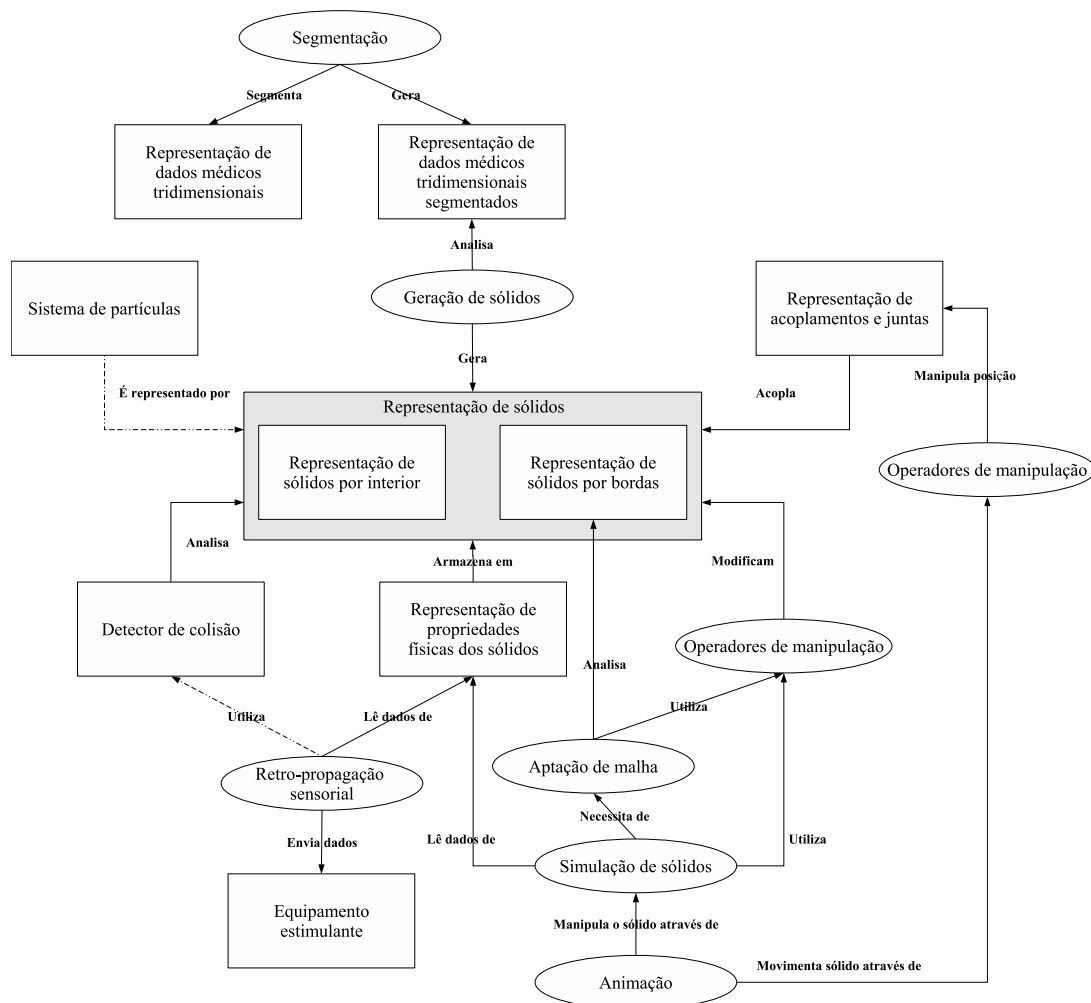 Segmentação
Segmenta
Gera
Representação de
dados médicos
tridimensionais
Representação de
dados médicos
tridimensionais
segmentados
Analisa
Geração de sólidos
Sistema de partículas
Representação de
acoplamentos e juntas
Gera
Manipula posição
É representado por
Acopla
Representação de sólidos
Representação de
sólidos por interior
Representação de
sólidos por bordas
Operadores de manipulação
Analisa
Armazena em
Modificam
Detector de colisão
Representação de
propriedades
físicas dos sólidos
Operadores de manipulação
Analisa
Utiliza
Lê dados de
Utiliza
Retro-propagação
sensorial
Aptação de malha
Necessita de
Envia dados
Lê dados de
Utiliza
Simulação de sólidos
Equipamento
estimulante
Manipula o sólido através de
Movimenta sólido através de
Animação